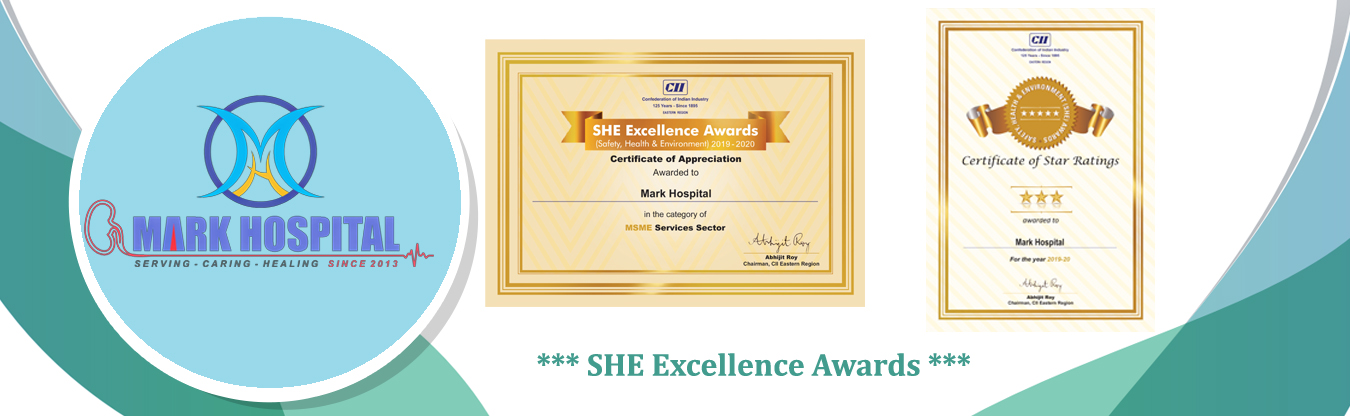 MARK HOSPITAL
SERVING - CARING - HEALING SINCE 2013
CII
Confederation of Indian Industry
125 Years - Since 1895
EASTERN REGION
SHE Excellence Awards
(Safety, Health & Environment) 2019-2020
Certificate of Appreciation
Awarded to
Mark Hospital
in the category of
MSME Services Sector
Abhijit Roy
Abhijit Roy
Chairman, CII Eastern Region
CII
Confederation of Indian Industry
125 Years - Since 1895
EASTERN REGION
SAFETY, HEALTH & ENVIRONMENT (SHE) AWARDS
Certificate of Star Ratings
awarded to
Mark Hospital
For the year 2019-20
Abhijit Roy
Abhijit Roy
Chairman, CII Eastern Region
*** SHE Excellence Awards ***